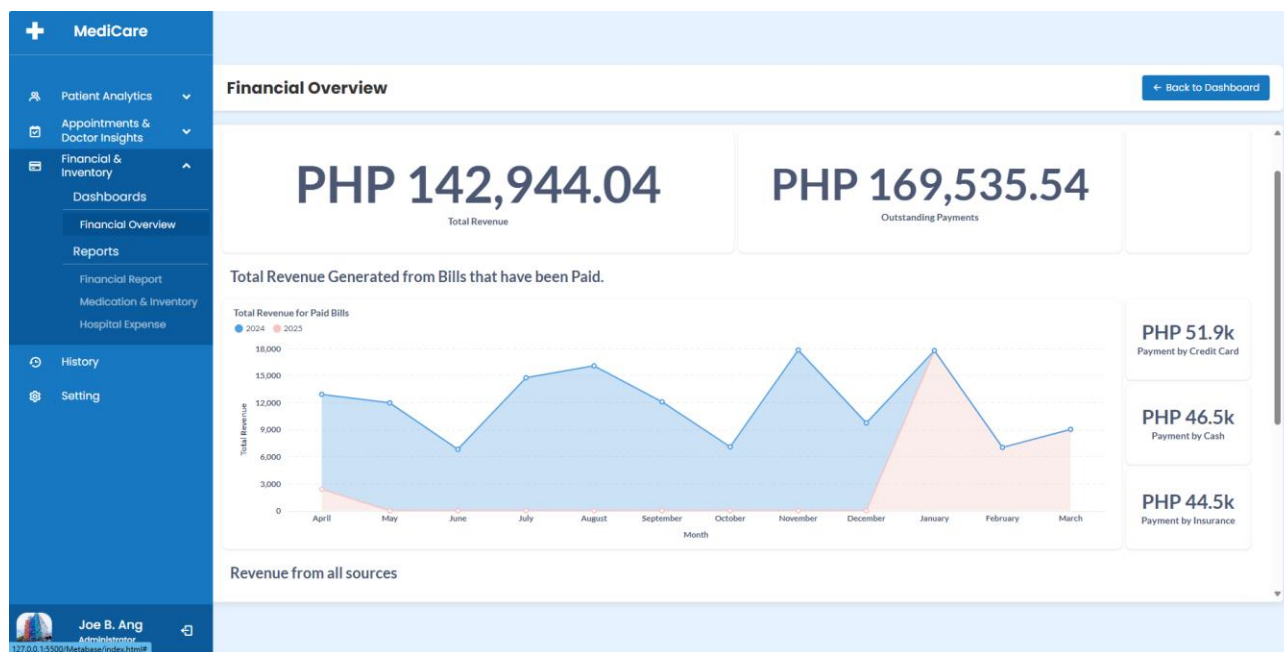 MediCare
Patient Analytics
Appointments &
Doctor Insights
Financial &
Inventory
Dashboards
Financial Overview
Reports
Financial Report
Medication & Inventory
Hospital Expense
History
Setting
Joe B. Ang
Administrator
127.0.0.1:5500/Metabase/index.html#
Financial Overview
← Back to Dashboard
PHP 142,944.04
Total Revenue
PHP 169,535.54
Outstanding Payments
Total Revenue Generated from Bills that have been Paid.
Total Revenue for Paid Bills
2024 2025
Total Revenue
18,000
15,000
12,000
9,000
6,000
3,000
0
April May June July August September October November December January February March
Month
PHP 51.9k
Payment by Credit Card
PHP 46.5k
Payment by Cash
PHP 44.5k
Payment by Insurance
Revenue from all sources